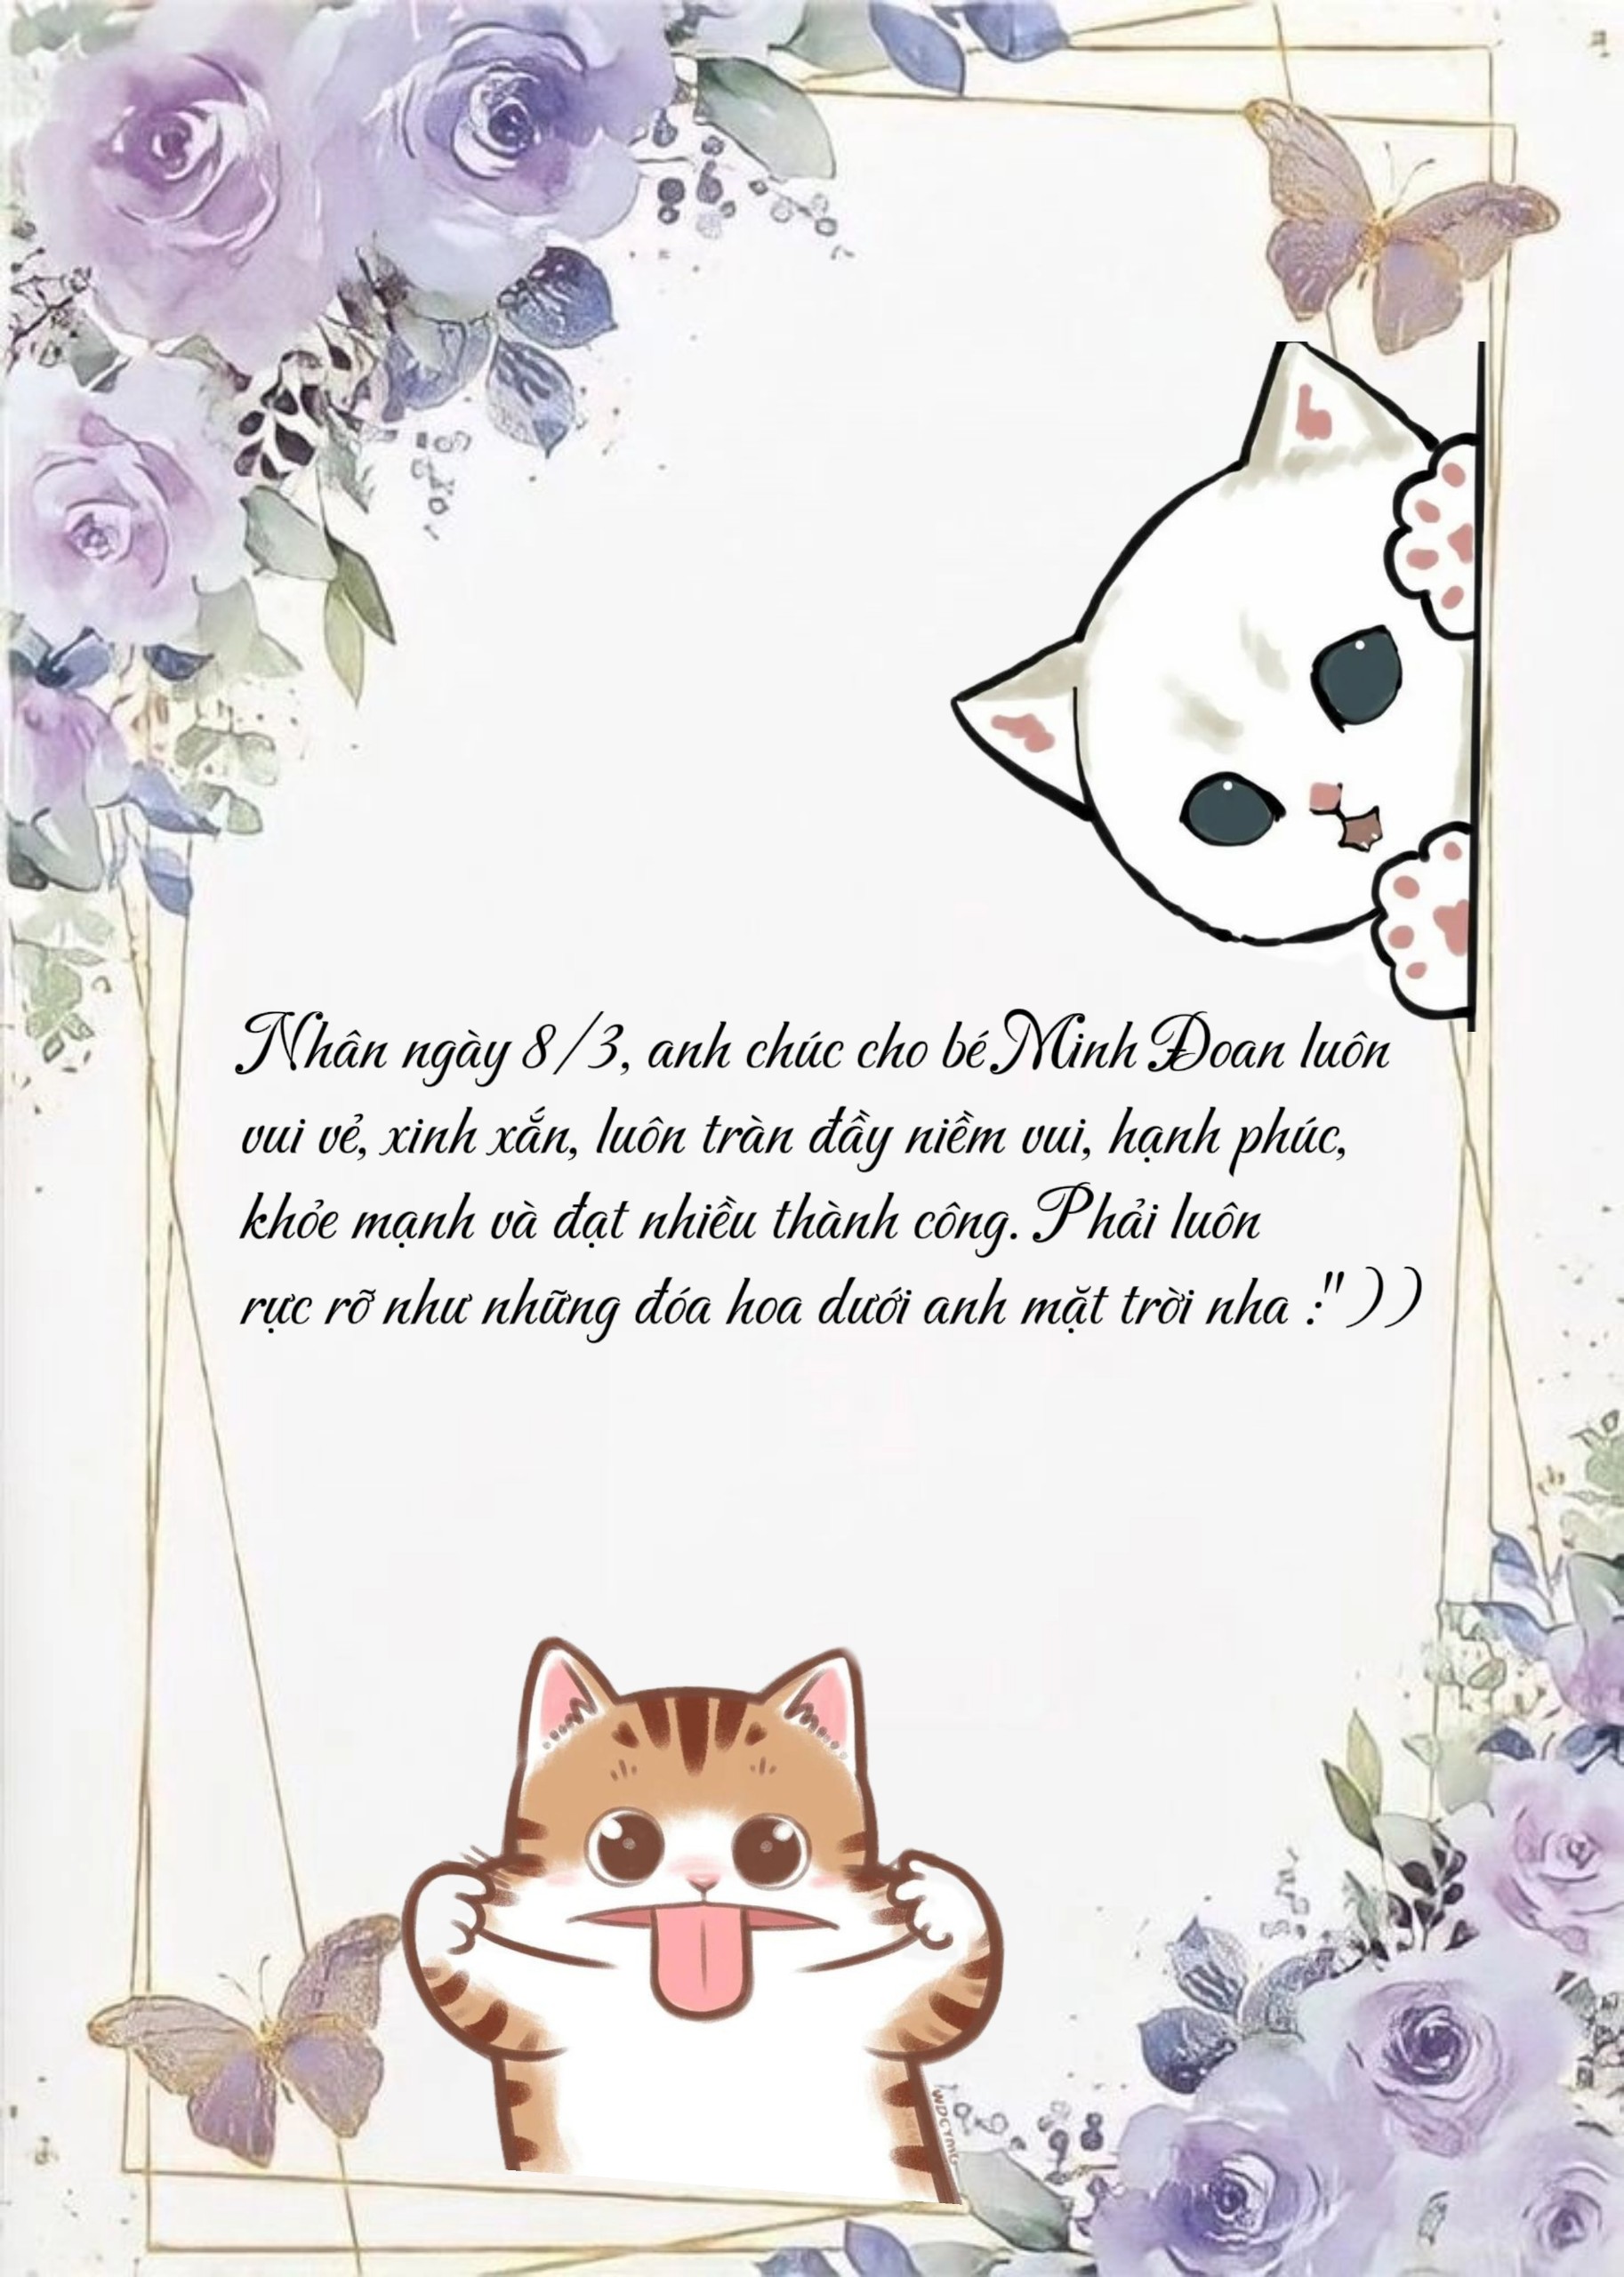 Nhân ngày 8/3, anh chúc cho bé Minh Đoan luôn
vui vẻ, xinh xắn, luôn tràn đầy niềm vui, hạnh phúc,
khỏe mạnh và đạt nhiều thành công. Phải luôn
rực rỡ như những đóa hoa dưới anh mặt trời nha :" ) )